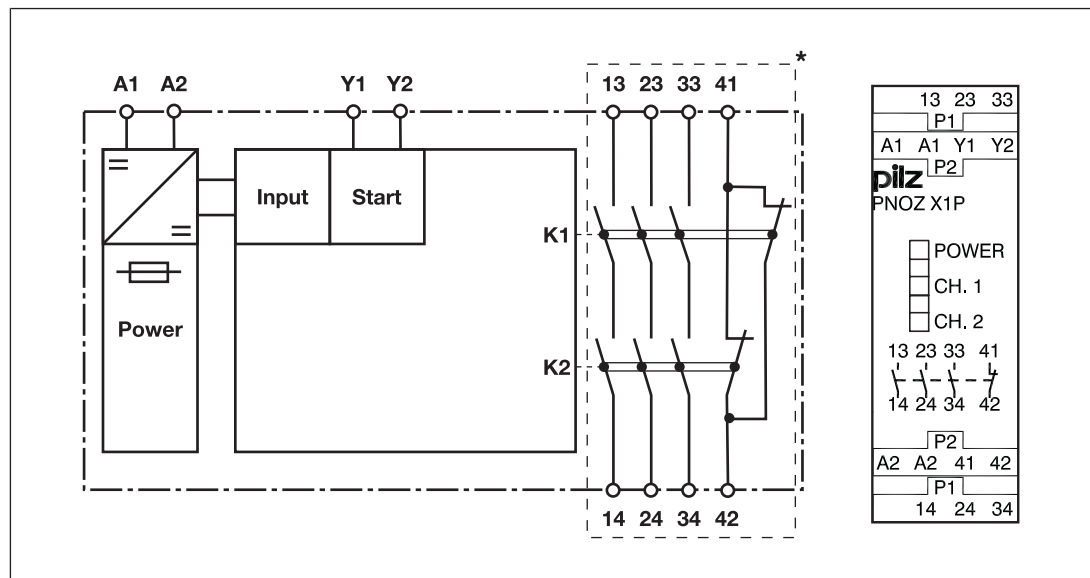 *
A1 A2 Y1 Y2 13 23 33 41
Input Start
Power
K1
K2
14 24 34 42
13 23 33
P1
A1 A1 Y1 Y2
P2
pilz
PNOZ X1P
POWER
CH. 1
CH. 2
13 23 33 41
14 24 34 42
P2
A2 A2 41 42
P1
14 24 34